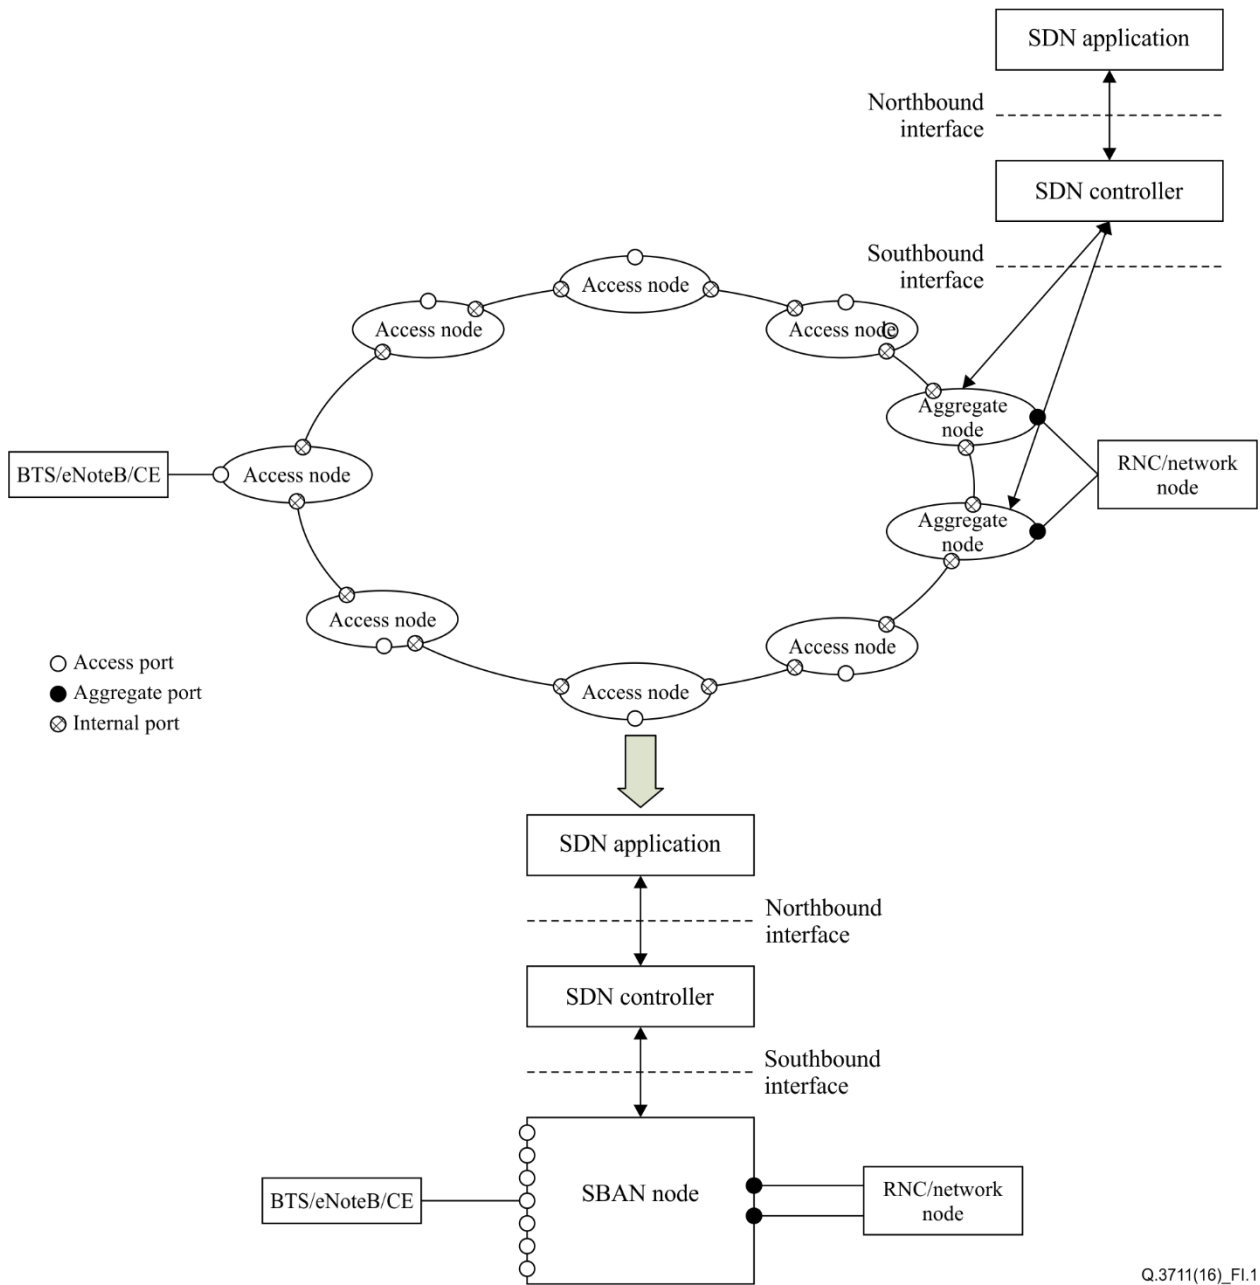 SDN application
Northbound
interface
SDN controller
Southbound
interface
Access node
Access node
Access node
Aggregate
node
BTS/eNoteB/CE
Access node
RNC/network
node
Aggregate
node
Access node
Access node
Access node
Access port
Aggregate port
Internal port
SDN application
Northbound
interface
SDN controller
Southbound
interface
BTS/eNoteB/CE
SBAN node
RNC/network
node
Q.3711(16)_FI.1